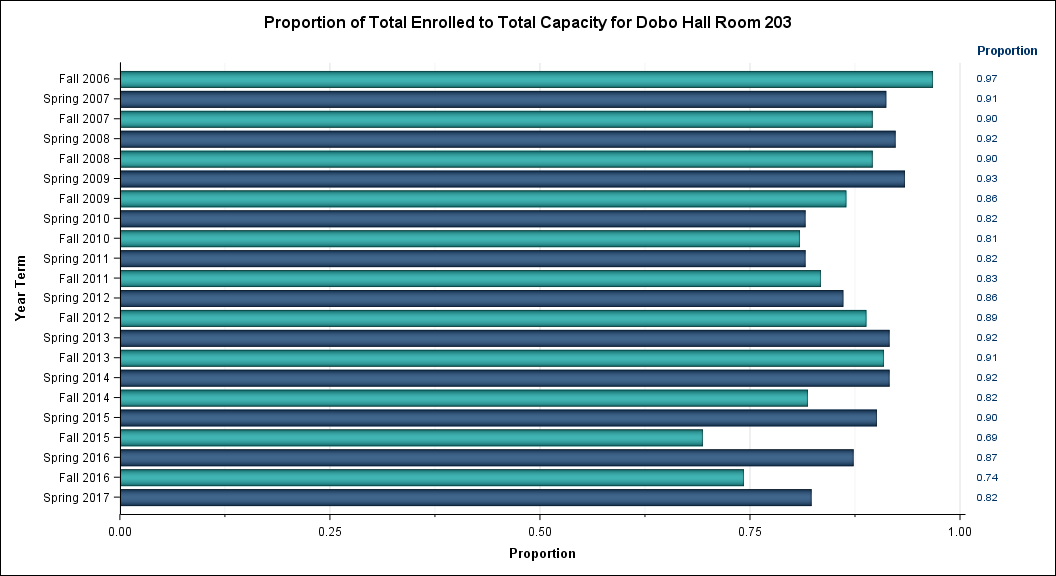 Proportion of Total Enrolled to Total Capacity for Dobo Hall Room 203
Proportion
Year Term
Fall 2006 0.97
Spring 2007 0.91
Fall 2007 0.90
Spring 2008 0.92
Fall 2008 0.90
Spring 2009 0.93
Fall 2009 0.86
Spring 2010 0.82
Fall 2010 0.81
Spring 2011 0.82
Fall 2011 0.83
Spring 2012 0.86
Fall 2012 0.89
Spring 2013 0.92
Fall 2013 0.91
Spring 2014 0.92
Fall 2014 0.82
Spring 2015 0.90
Fall 2015 0.69
Spring 2016 0.87
Fall 2016 0.74
Spring 2017 0.82
0.00 0.25 0.50 0.75 1.00
Proportion